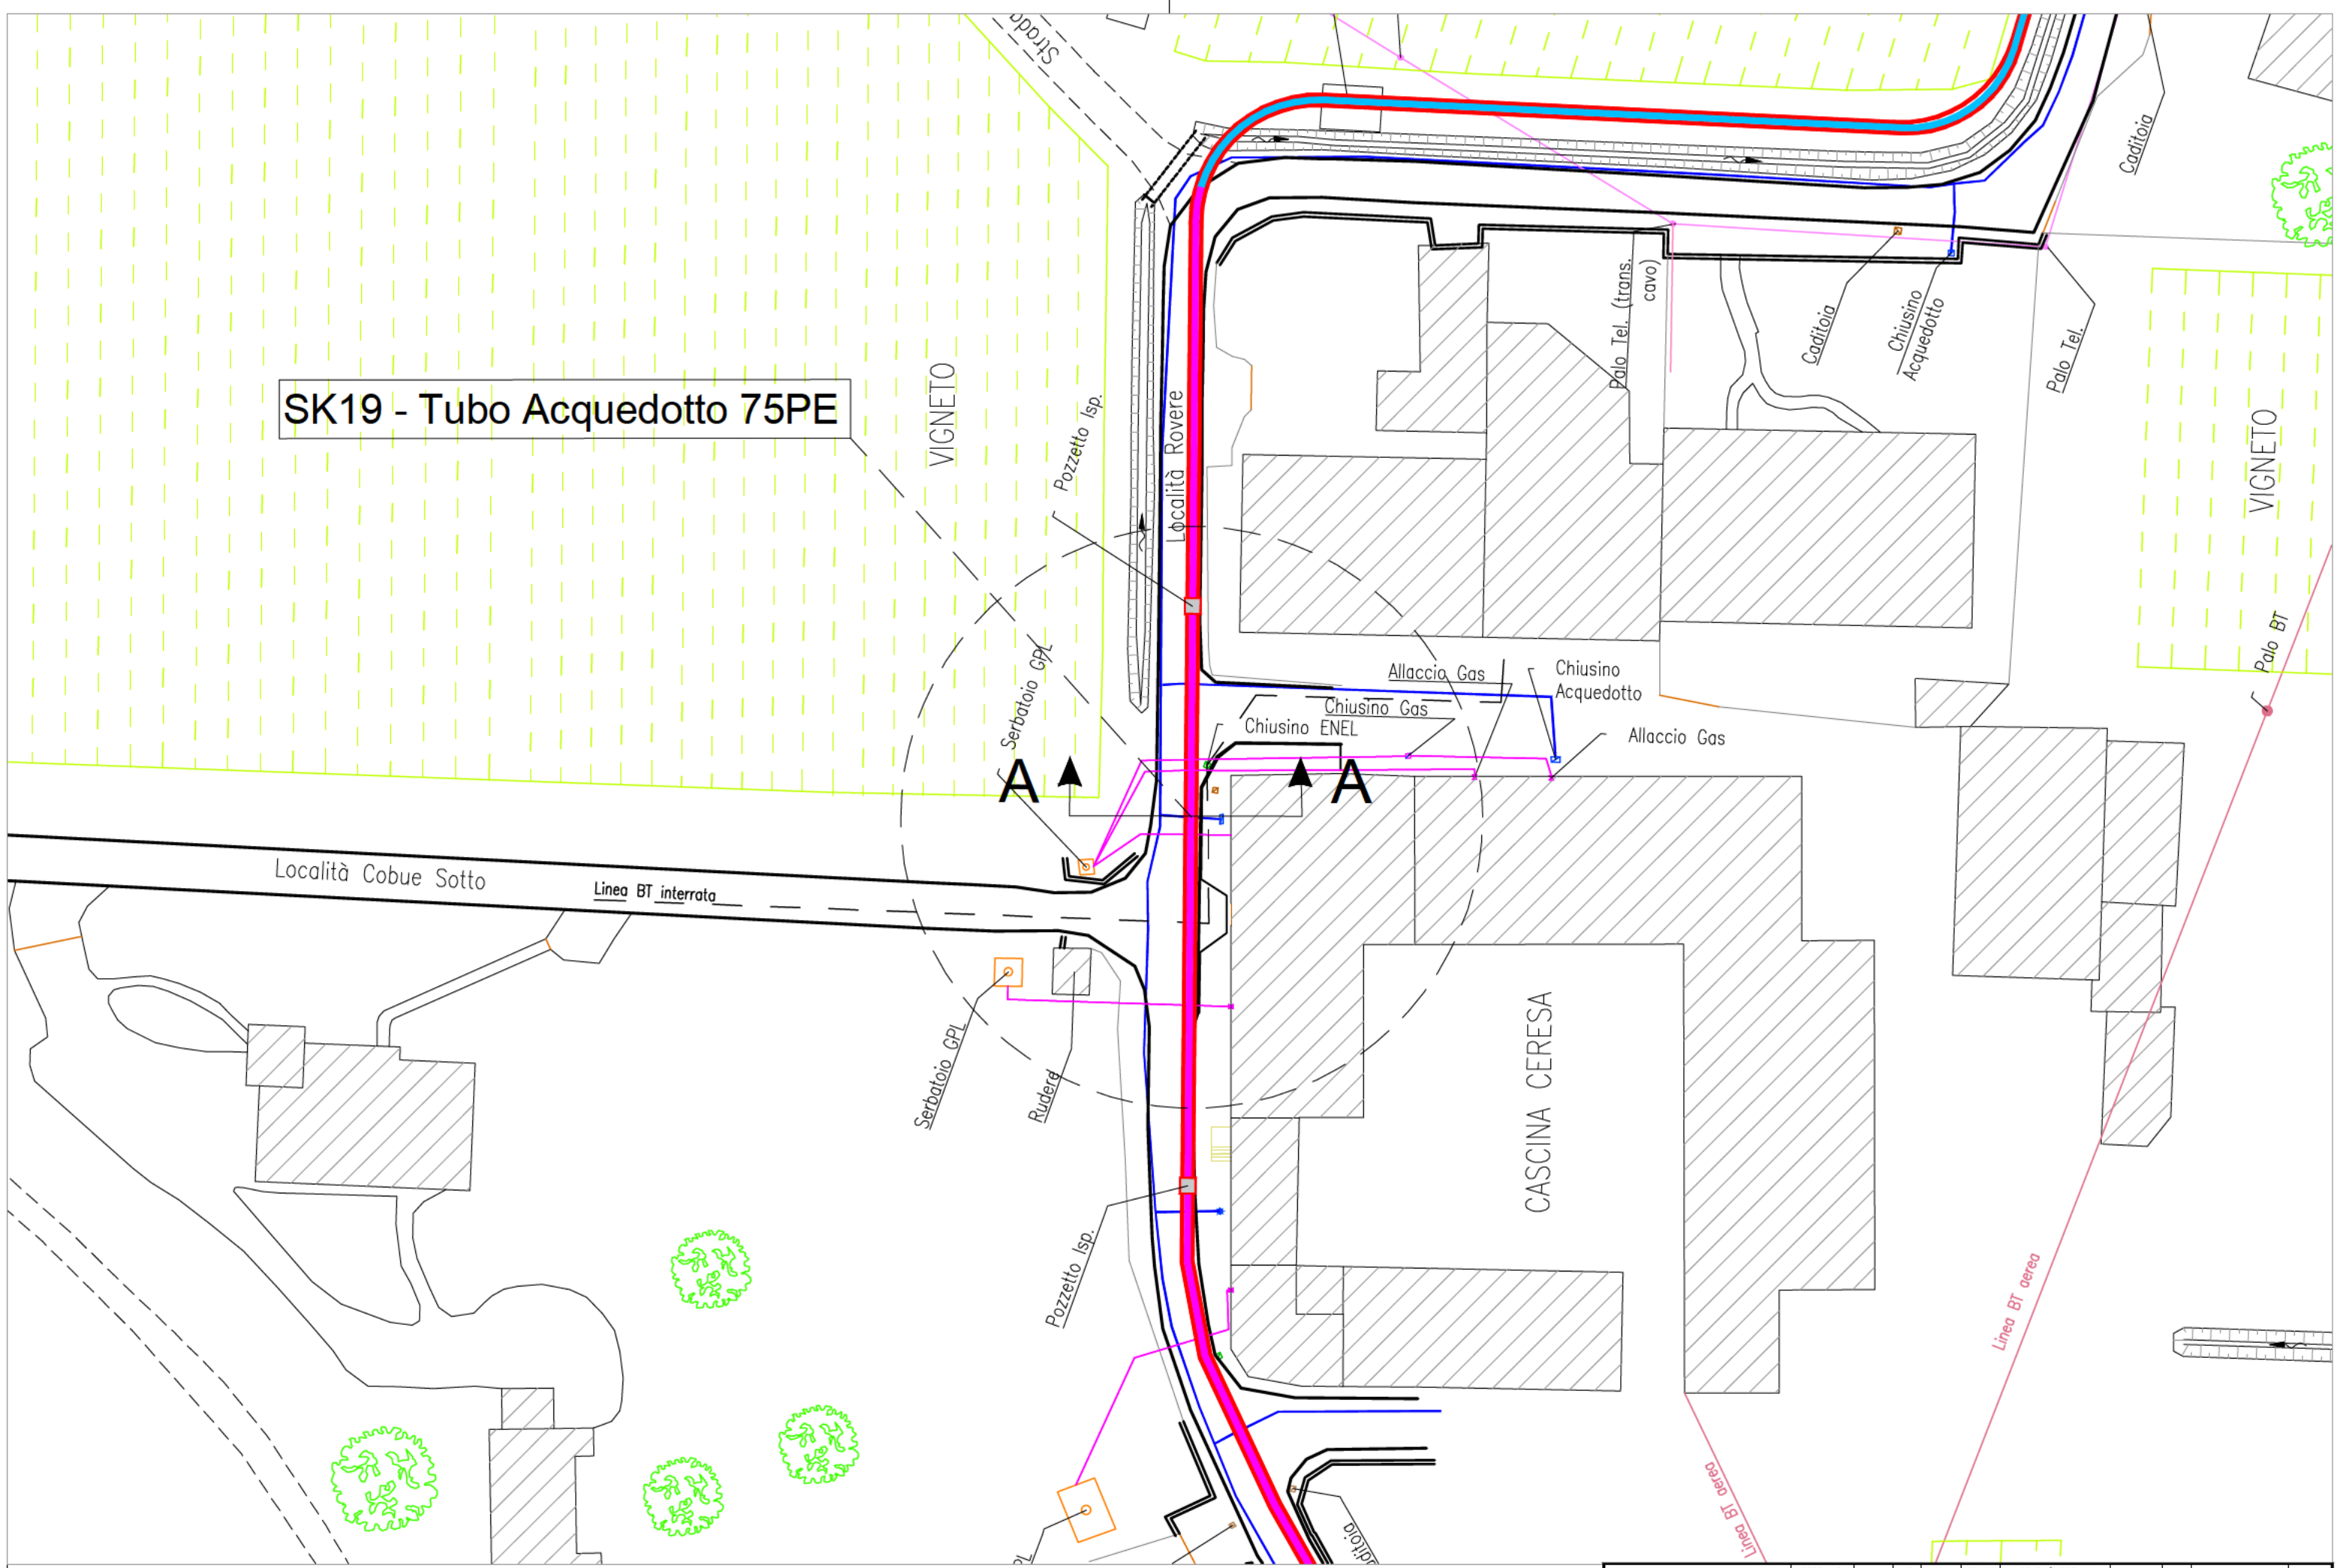 Strada
Caditoia
SK19 - Tubo Acquedotto 75PE
VIGNETO
Pozzetto Isp.
Località Rovere
Palo Tel. (trans.
cavo)
Caditoia
Chiusino
Acquedotto
Palo Tel.
VIGNETO
Palo BT
Serbatoio GPL
Allaccio Gas
Chiusino
Acquedotto
Chiusino Gas
Chiusino ENEL
Allaccio Gas
A
A
Località Cobue Sotto
Linea BT interrata
Serbatoio GPL
Rudere
CASCINA CERESA
Pozzetto Isp.
Linea BT aerea
Linea BT aerea